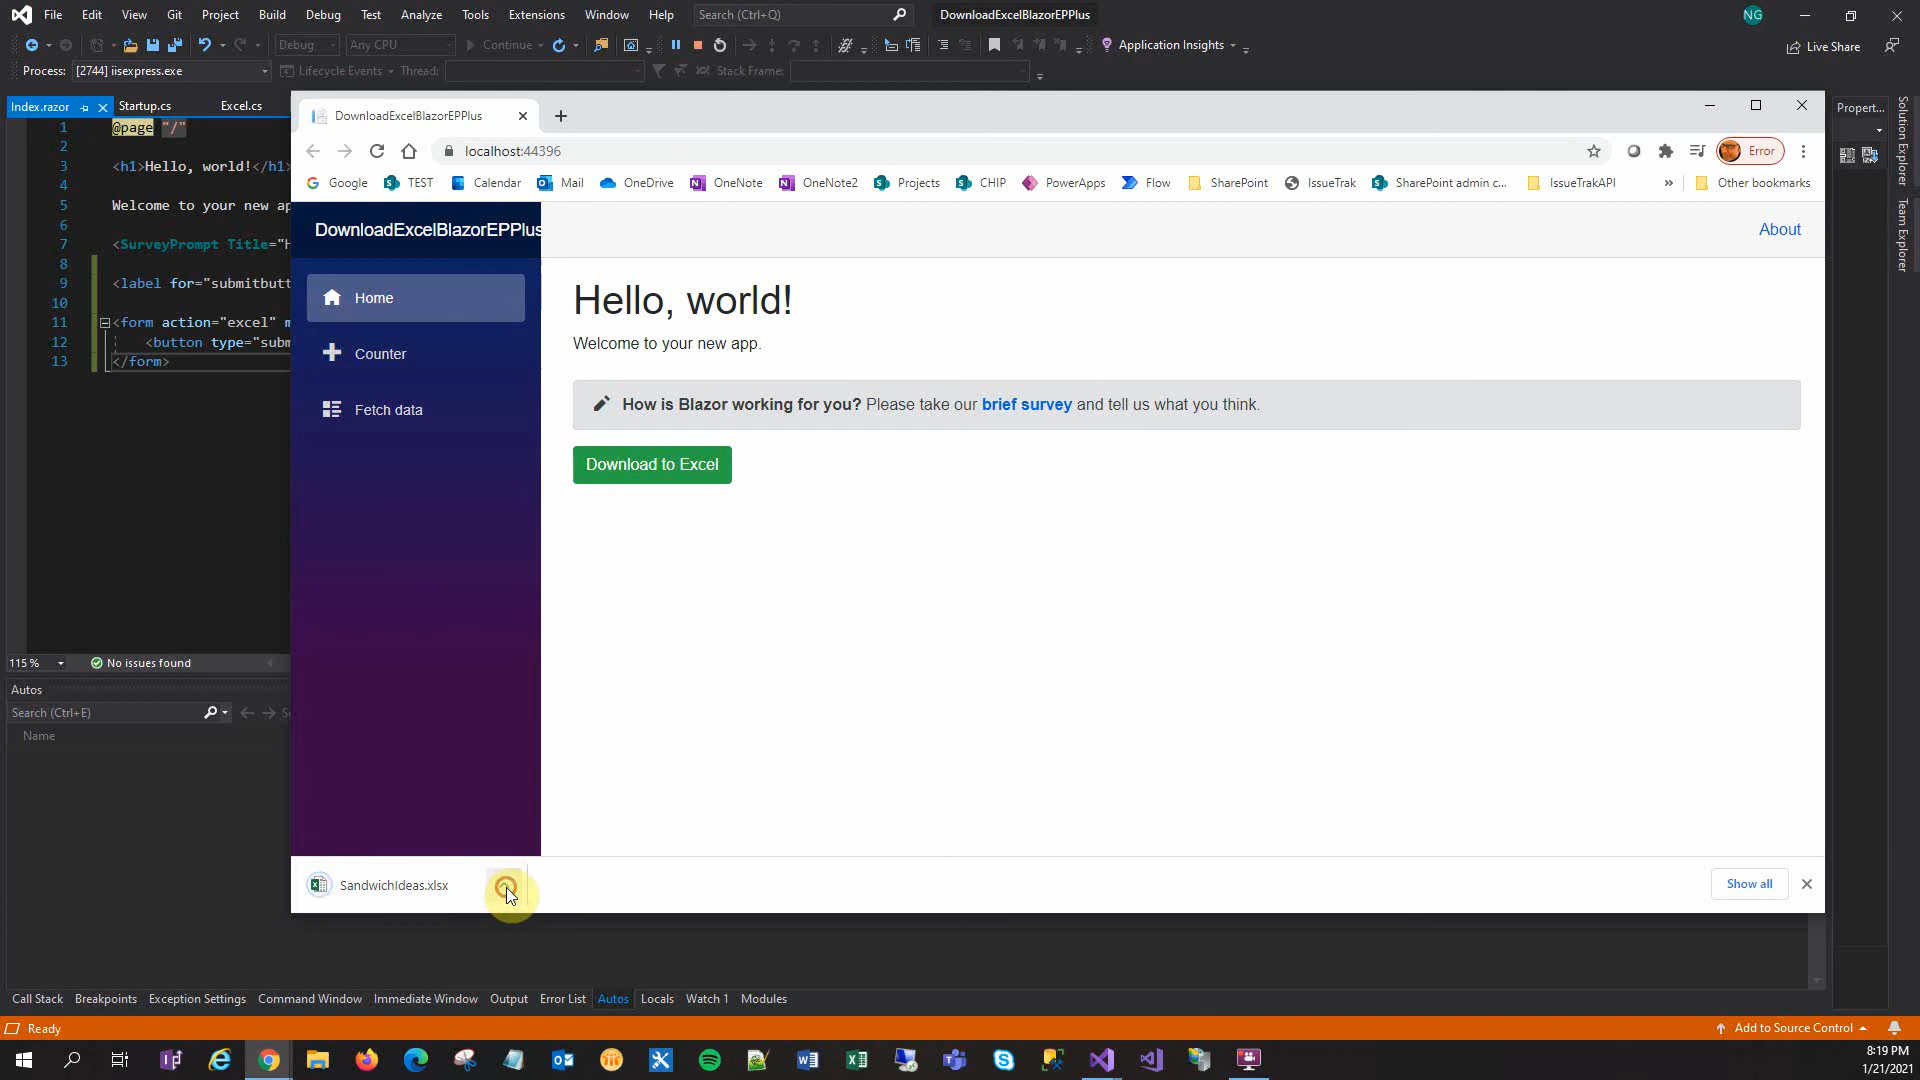 File Edit View Git Project Build Debug Test Analyze Tools Extensions Window Help Search (Ctrl+Q) DownloadExcelBlazorEPPlus NG
Debug Any CPU Continue Application Insights Live Share
Process: [2744] iisexpress.exe Lifecycle Events Thread: Stack Frame:
Index.razor Startup.cs Excel.cs
DownloadExcelBlazorEPPlus
Propert...
Solution Explorer
Team Explorer
localhost:44396 Error
Google TEST Calendar Mail OneDrive OneNote OneNote2 Projects CHIP PowerApps Flow SharePoint IssueTrak SharePoint admin c... IssueTrakAPI » Other bookmarks
1 @page "/"
2
3 <h1>Hello, world!</h1>
4
5 Welcome to your new ap
6
7 <SurveyPrompt Title="H
8
9 <label for="submitbutt
10
11 <form action="excel" m
12 <button type="subm
13 </form>
DownloadExcelBlazorEPPlus
About
Home
Counter
Fetch data
Hello, world!
Welcome to your new app.
How is Blazor working for you? Please take our brief survey and tell us what you think.
Download to Excel
115 % No issues found
Autos
Search (Ctrl+E)
Name
SandwichIdeas.xlsx
Show all
Call Stack Breakpoints Exception Settings Command Window Immediate Window Output Error List Autos Locals Watch 1 Modules
Ready
Add to Source Control
8:19 PM
1/21/2021